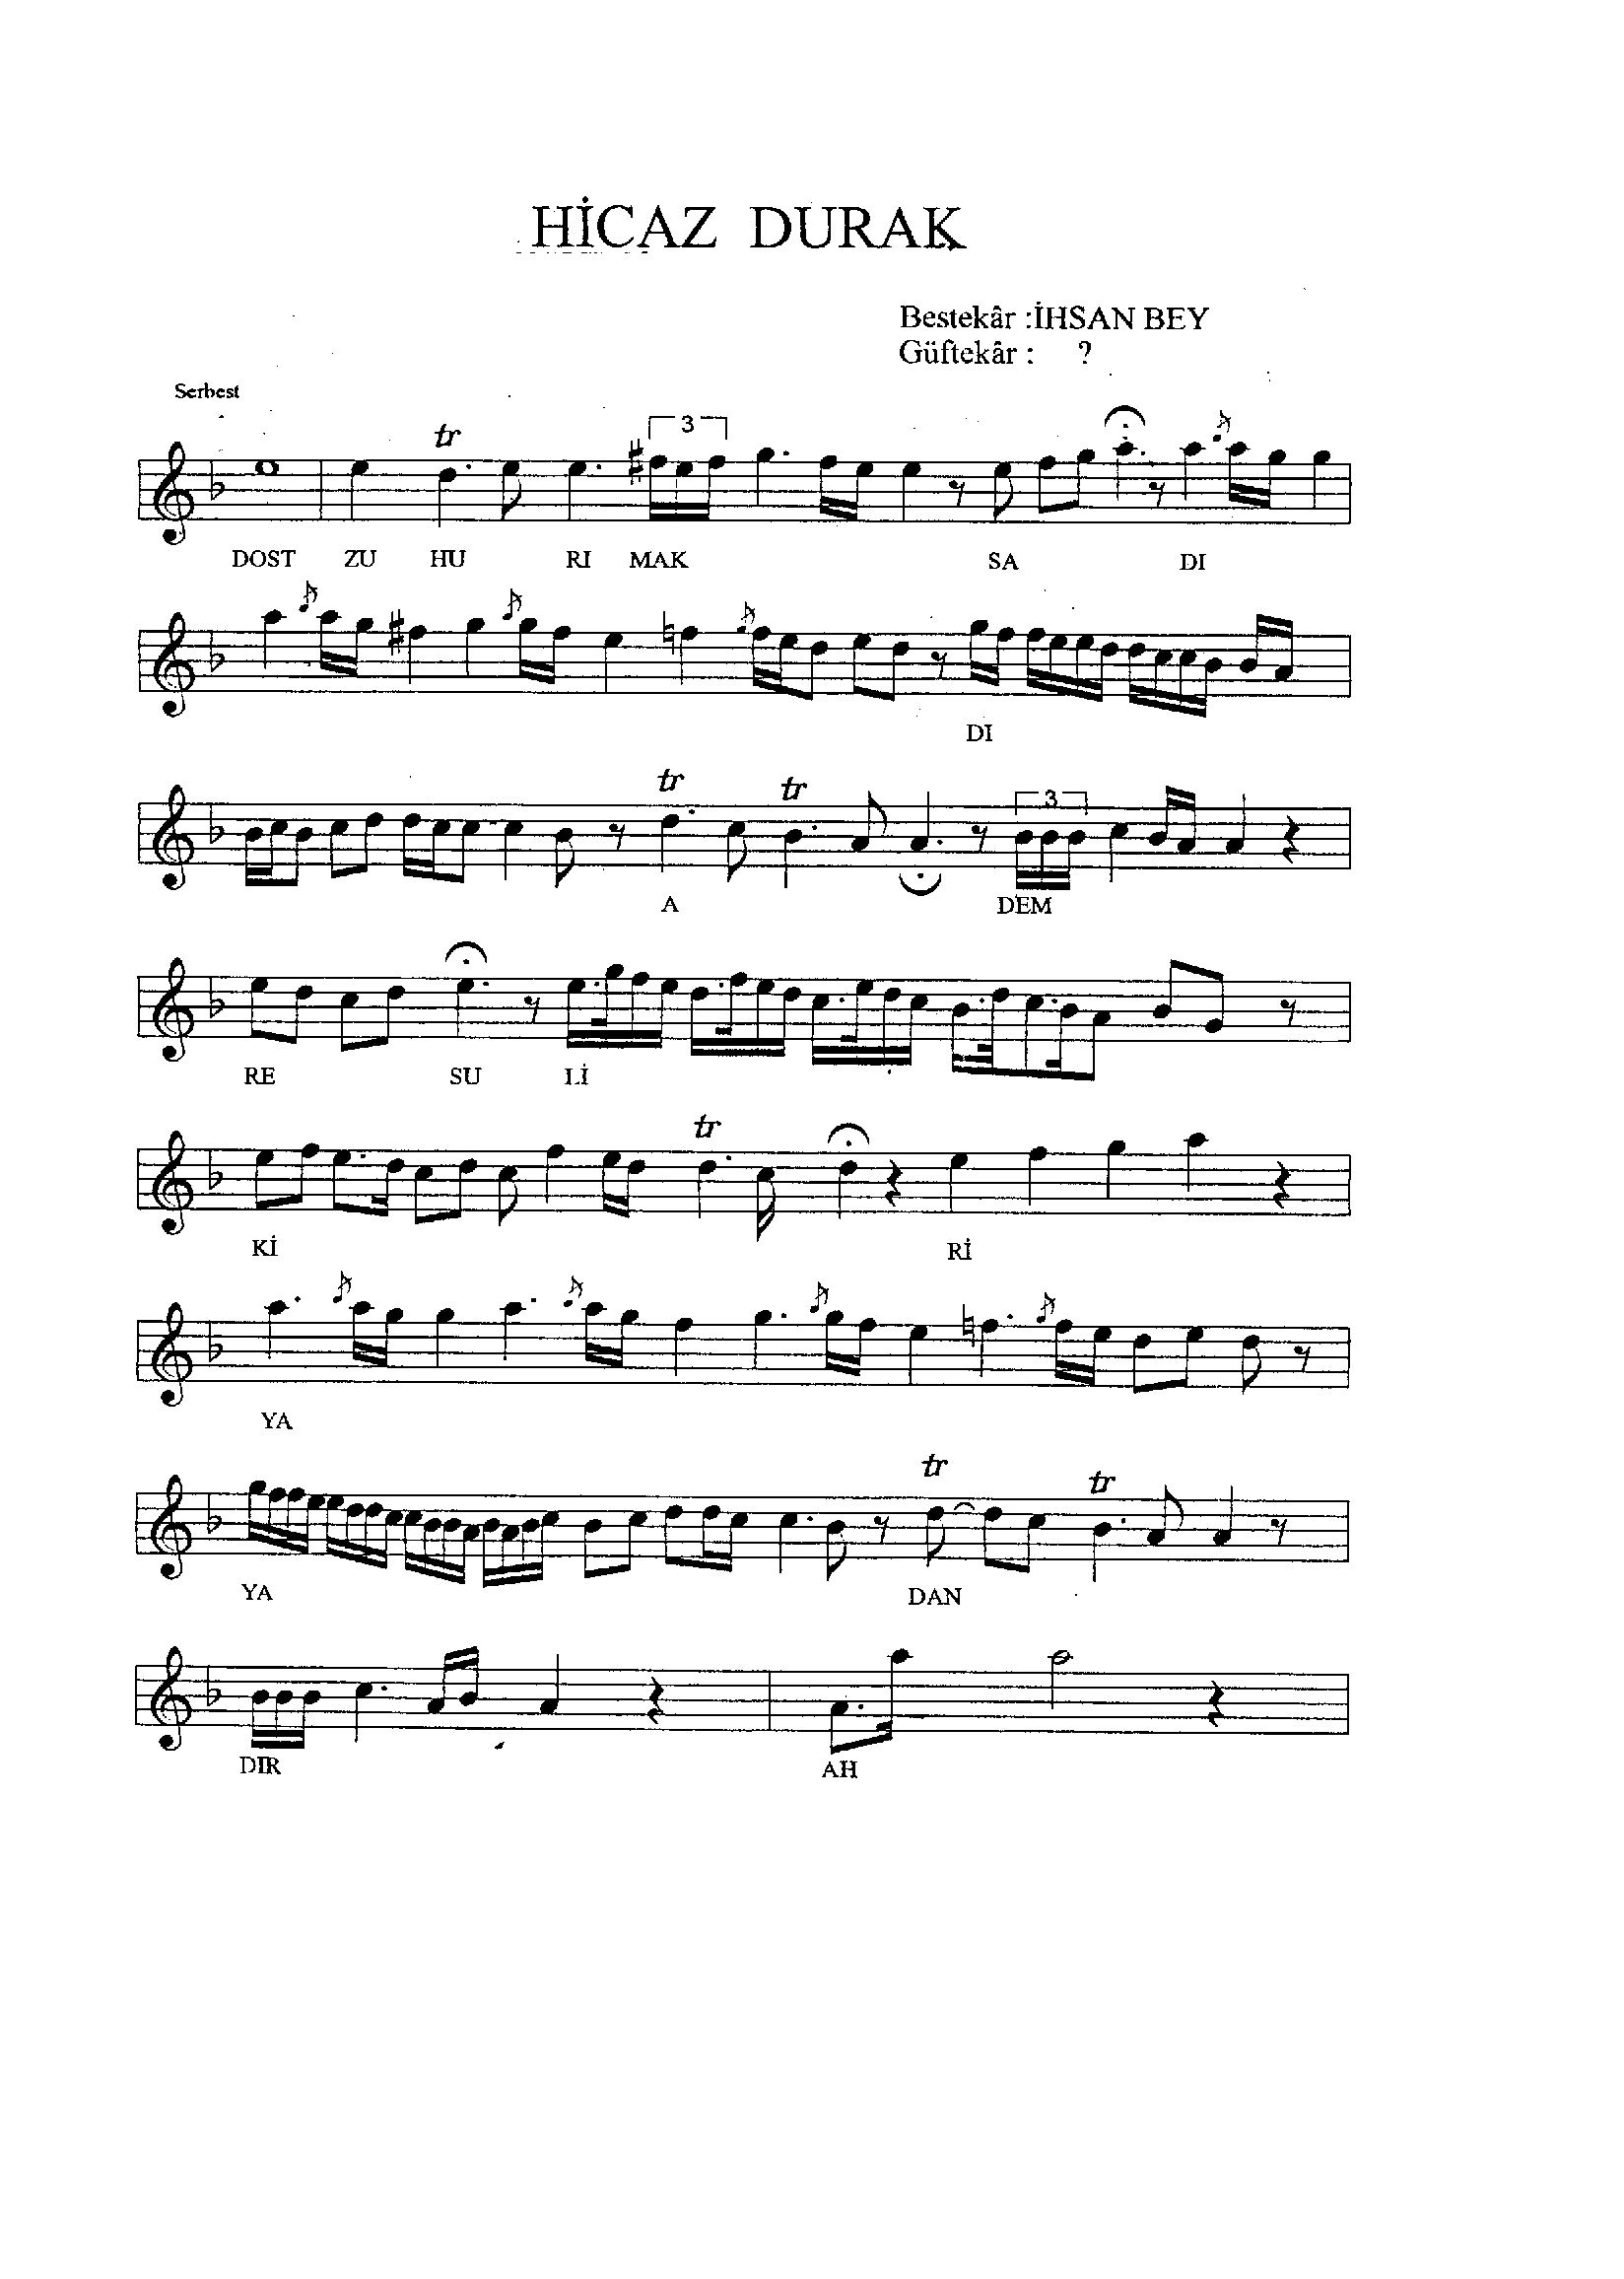 HİCAZ DURAK
Bestekâr :İHSAN BEY
Güftekâr : ?
Serbest
tr 3
DOST ZU HU RI MAK SA DI
DI
tr tr 3
A DEM
RE SU Lİ
tr
Kİ Rİ
YA
tr tr
YA DAN
DIR AH